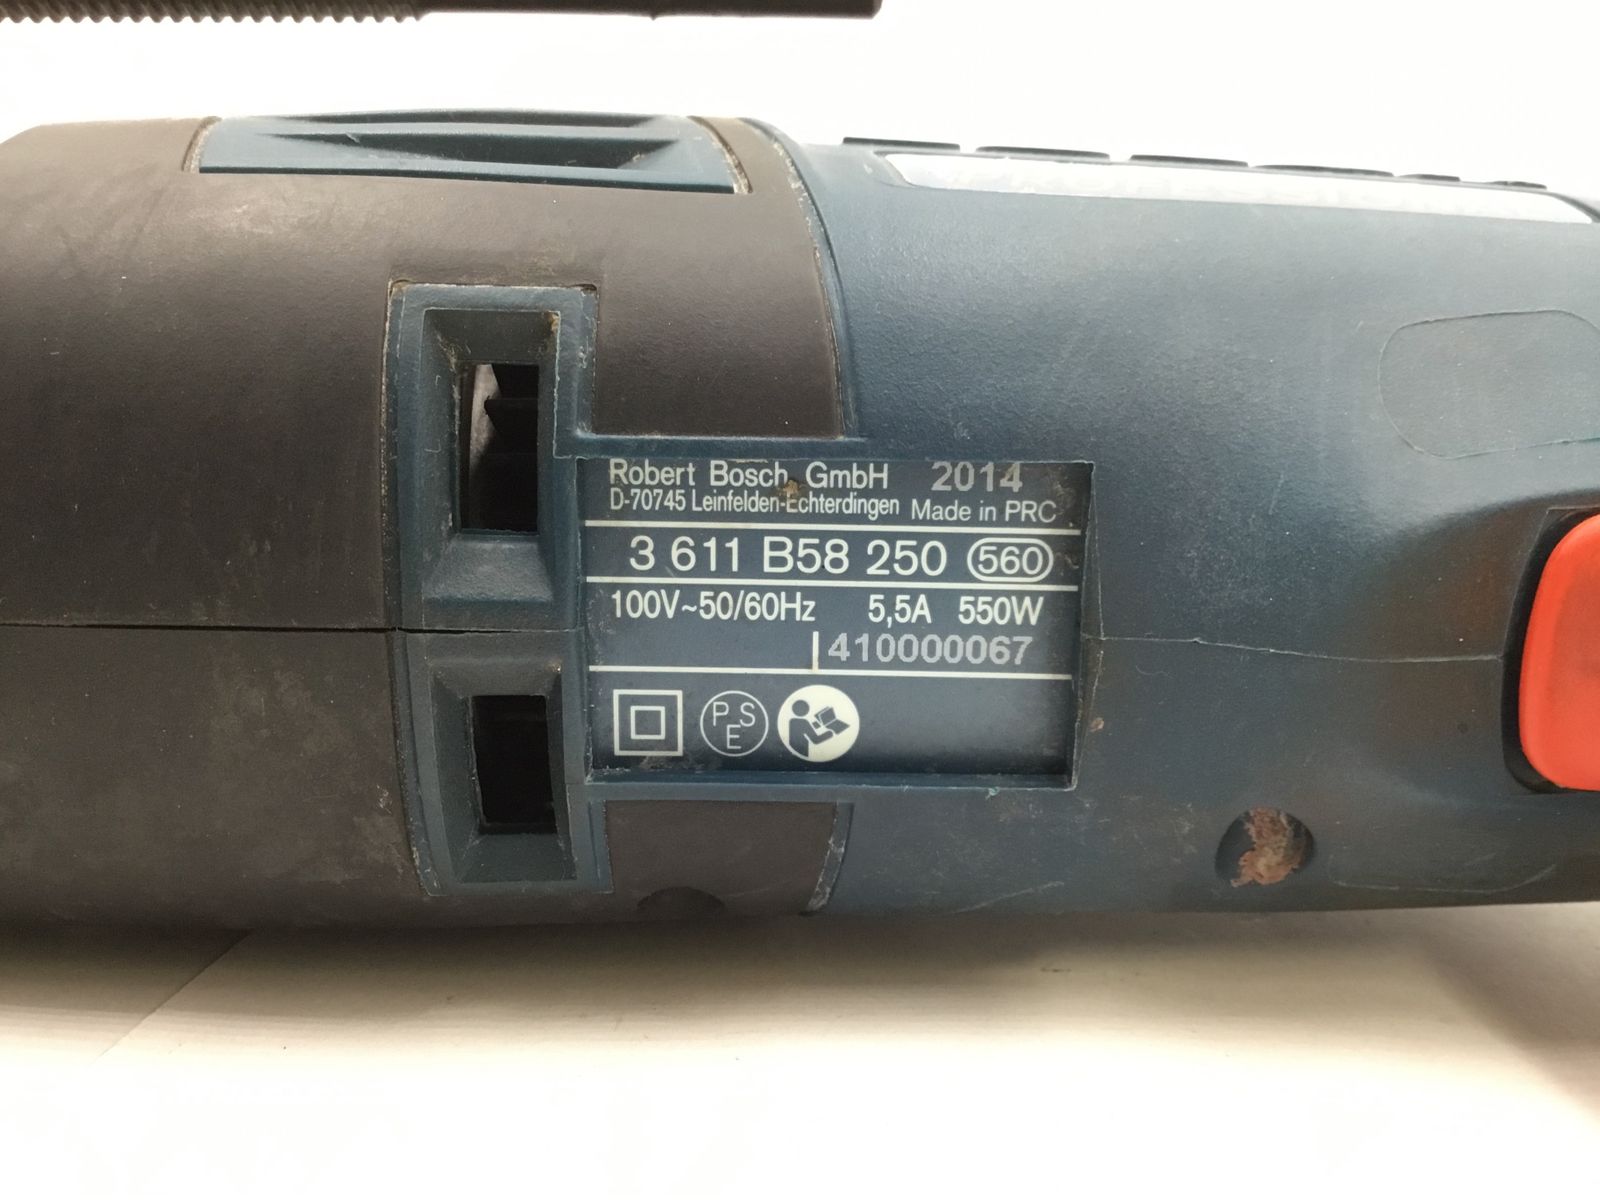 Robert Bosch GmbH 2014
D-70745 Leinfelden-Echterdingen Made in PRC
3 611 B58 250 560
100V~50/60Hz 5,5A 550W
410000067
PSE